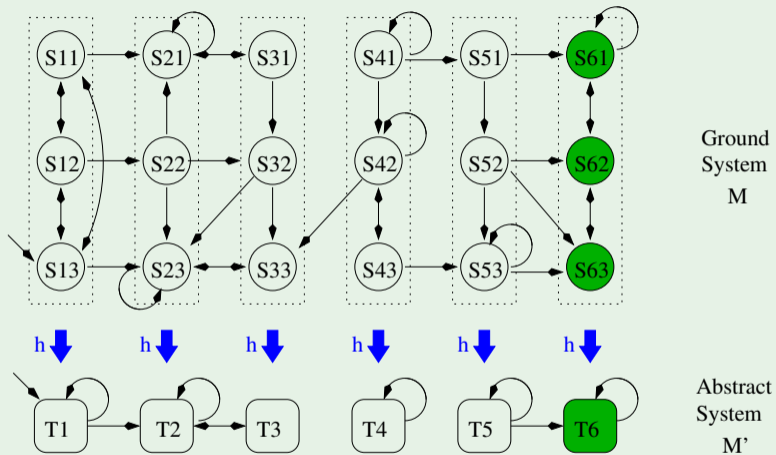 S11 S21 S31 S41 S51 S61
S12 S22 S32 S42 S52 S62
Ground
System
M
S13 S23 S33 S43 S53 S63
h h h h h h
T1 T2 T3 T4 T5 T6
Abstract
System
M'